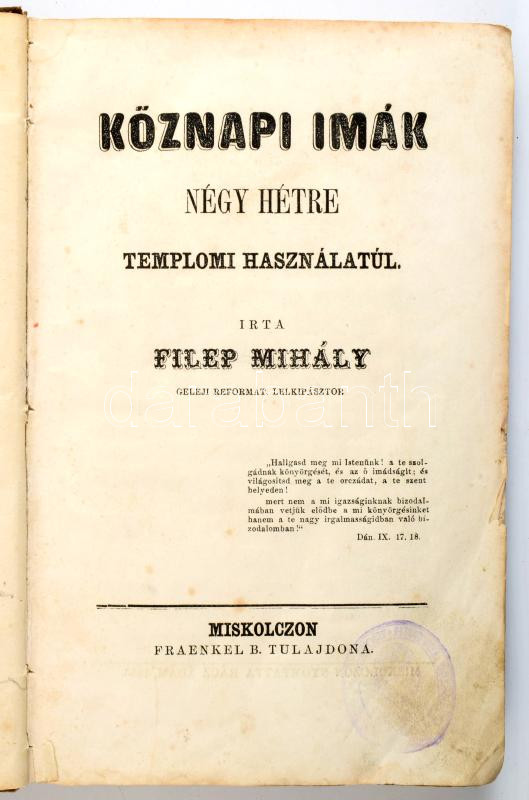 KÖZNAPI IMÁK
NÉGY HÉTRE
TEMPLOMI HASZNÁLATÚL.
IRTA
FILEP MIHÁLY
GELEJI REFORMÁT. LELKIPÁSZTOR
darabanth
„Hallgasd meg mi Istenünk! a te szol-
gádnak könyörgését, és az ő imádságit; és
világositsd meg a te orczádat, a te szent
helyeden!
mert nem a mi igazságinknak bizodal-
mában vetjük elődbe a mi könyörgésinket
hanem a te nagy irgalmasságidban való bi-
zodalomban!“
Dán. IX. 17. 18.
MISKOLCZON
FRAENKEL B. TULAJDONA.